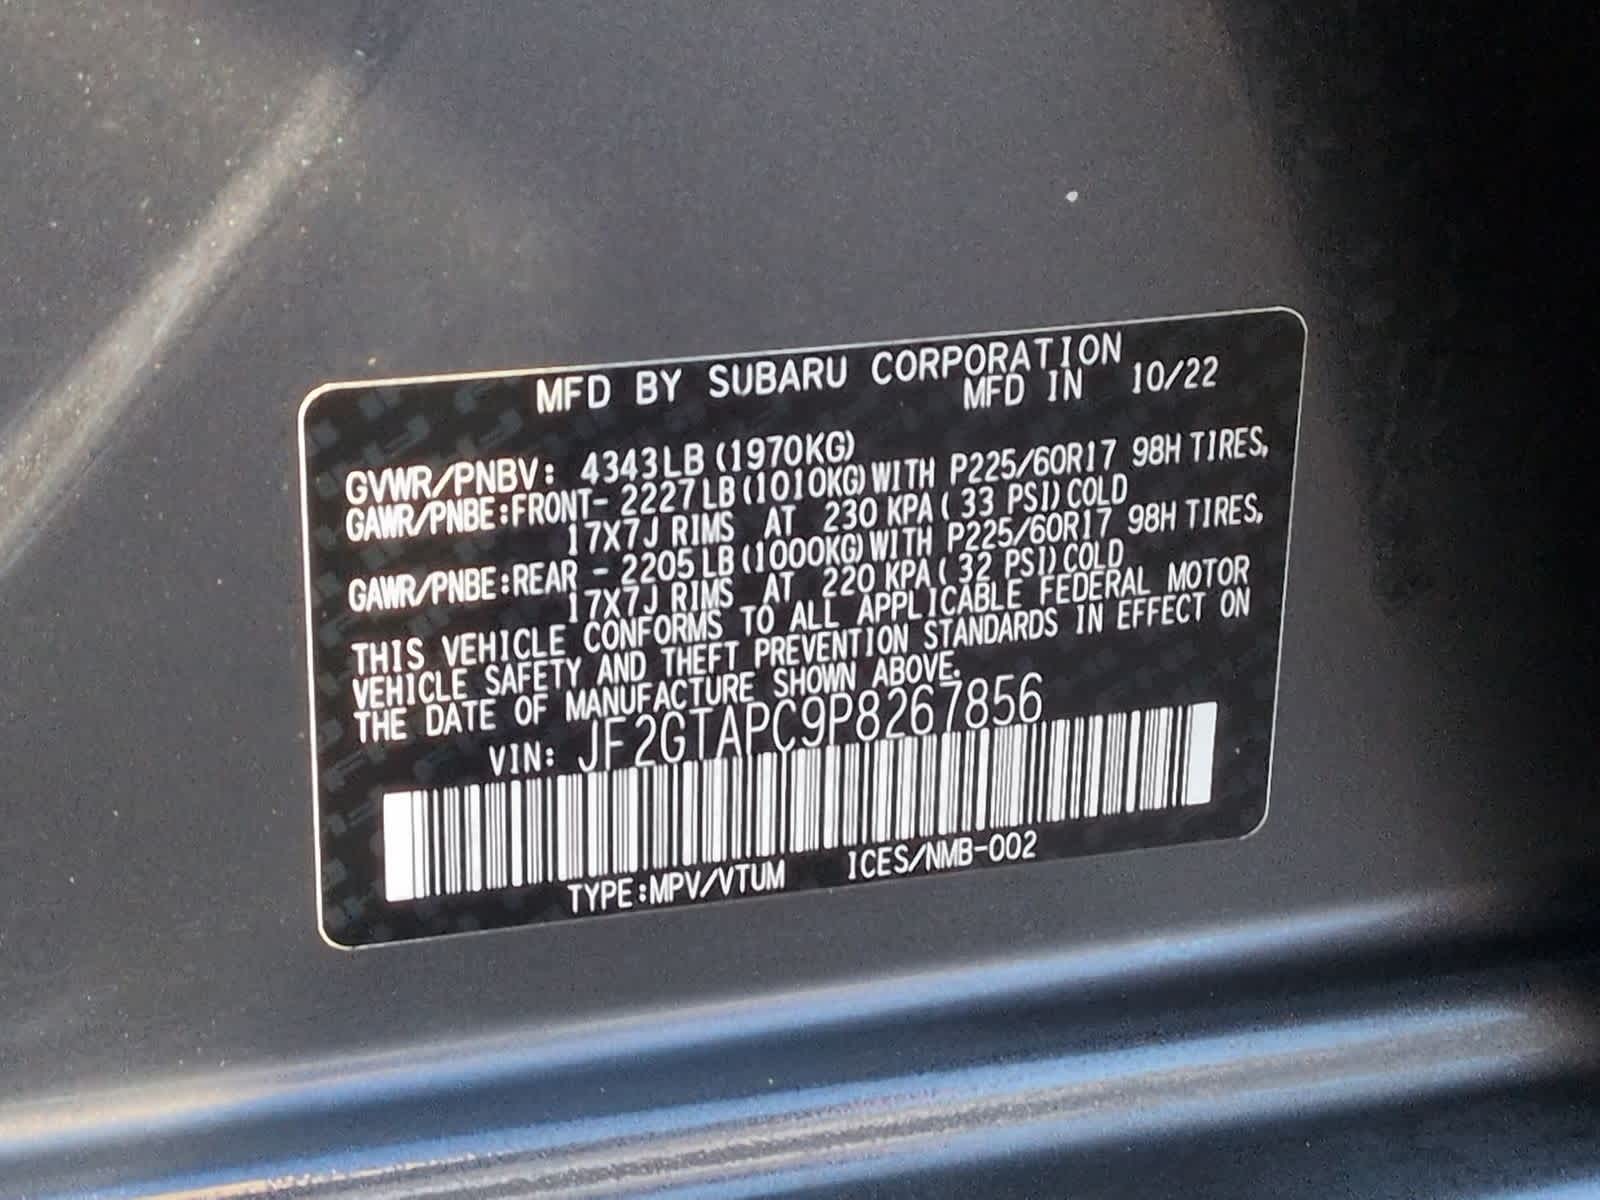 MFD BY SUBARU CORPORATION
MFD IN 10/22
GVWR/PNBV: 4343LB (1970KG)
GAWR/PNBE:FRONT- 2227LB(1010KG)WITH P225/60R17 98H TIRES,
17X7J RIMS AT 230 KPA( 33 PSI)COLD
GAWR/PNBE:REAR - 2205LB(1000KG)WITH P225/60R17 98H TIRES,
17X7J RIMS AT 220 KPA( 32 PSI)COLD
THIS VEHICLE CONFORMS TO ALL APPLICABLE FEDERAL MOTOR
VEHICLE SAFETY AND THEFT PREVENTION STANDARDS IN EFFECT ON
THE DATE OF MANUFACTURE SHOWN ABOVE.
VIN: JF2GTAPC9P8267856
TYPE:MPV/VTUM ICES/NMB-002